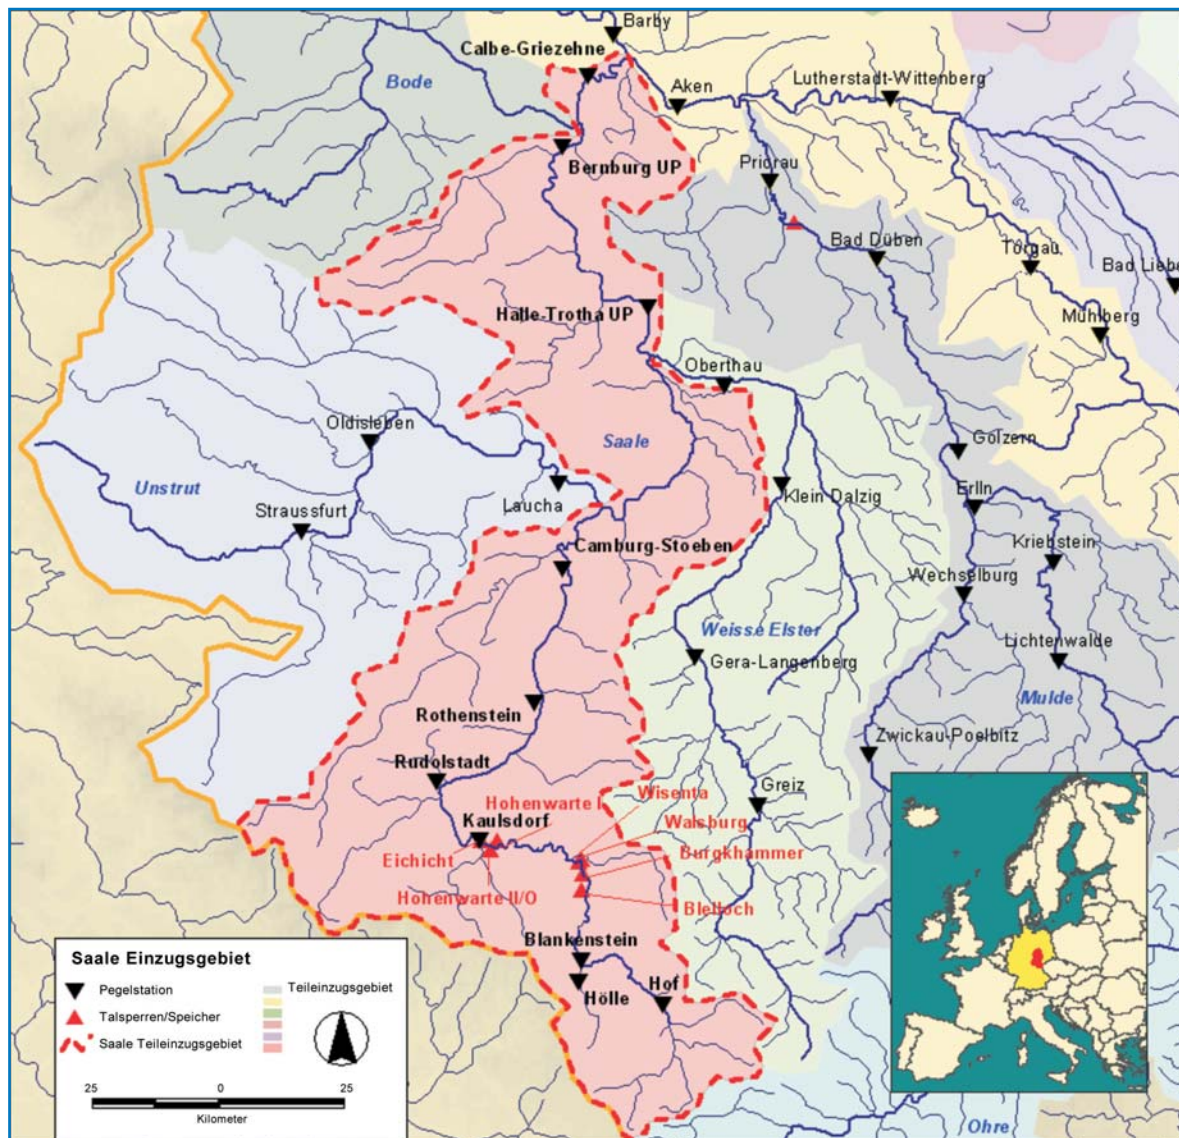 Barby
Calbe-Griezehne
Bode
Aken
Lutherstadt-Wittenberg
Bernburg UP
Priorau
Bad Düben
Torgau
Bad Liebe
Halle-Trotha UP
Mühlberg
Oberthau
Oldisleben
Saale
Golzern
Unstrut
Laucha
Klein Dalzig
Erlln
Straussfurt
Camburg-Stoeben
Kriebstein
Wechselburg
Weisse Elster
Lichtenwalde
Gera-Langenberg
Mulde
Rothenstein
Zwickau-Poelbitz
Rudolstadt
Greiz
Hohenwarte I
Wisenta
Kaulsdorf
Walsburg
Eichicht
Burgkhammer
Hohenwarte II/O
Blelloch
Blankenstein
Hölle
Hof
Ohre
Saale Einzugsgebiet
Pegelstation
Teileinzugsgebiet
Talsperren/Speicher
Saale Teileinzugsgebiet
25 0 25
Kilometer